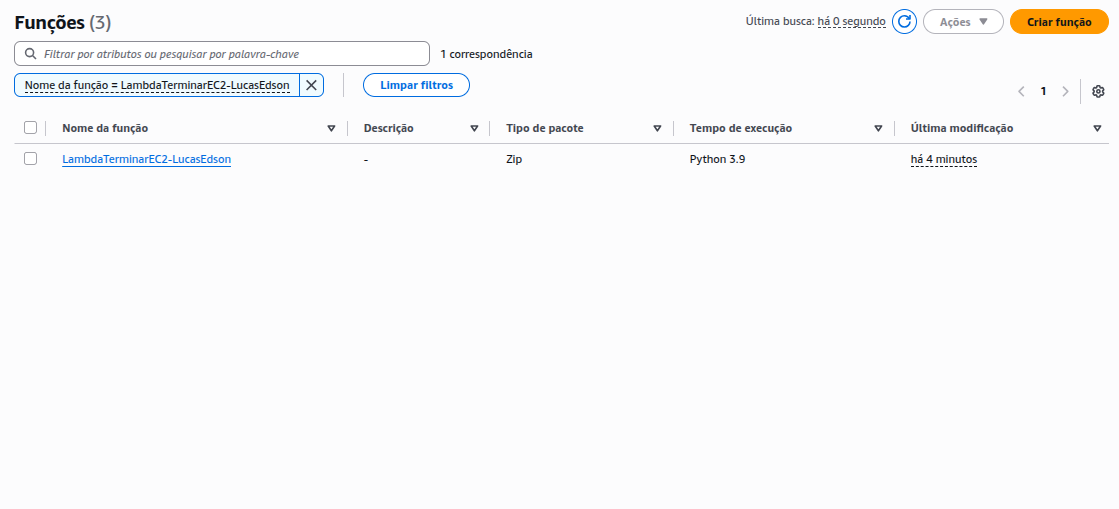 Funções (3)
Última busca: há 0 segundo
Ações
Criar função
Filtrar por atributos ou pesquisar por palavra-chave
1 correspondência
Nome da função = LambdaTerminarEC2-LucasEdson
Limpar filtros
1
Nome da função Descrição Tipo de pacote Tempo de execução Última modificação
LambdaTerminarEC2-LucasEdson - Zip Python 3.9 há 4 minutos